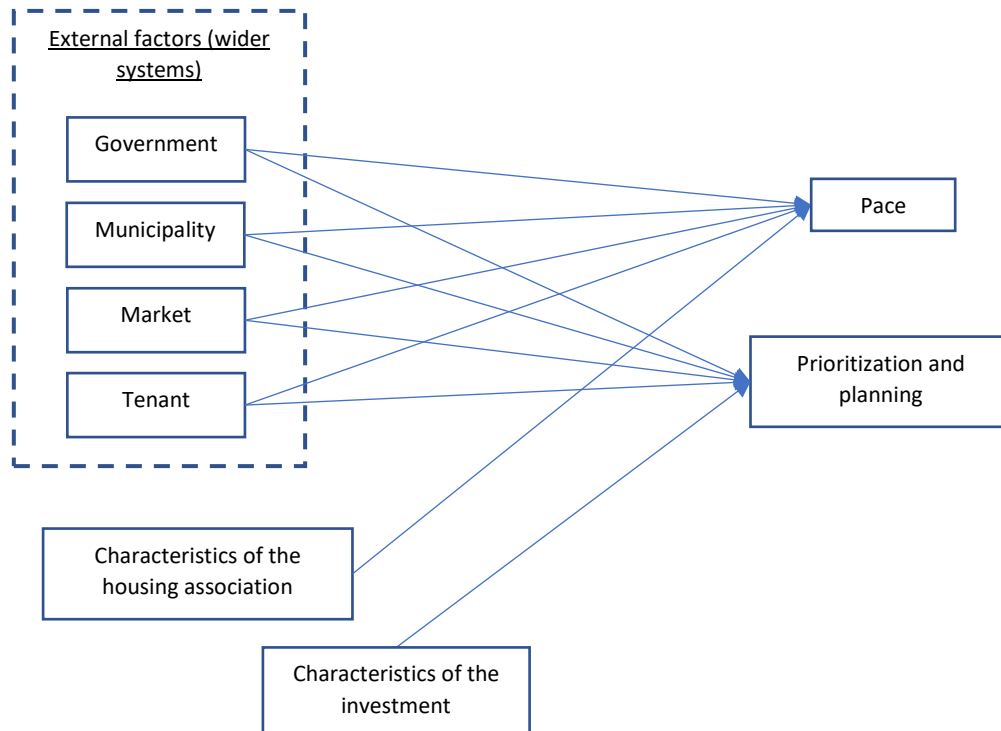 External factors (wider
systems)
Government
Municipality
Market
Tenant
Pace
Prioritization and
planning
Characteristics of the
housing association
Characteristics of the
investment